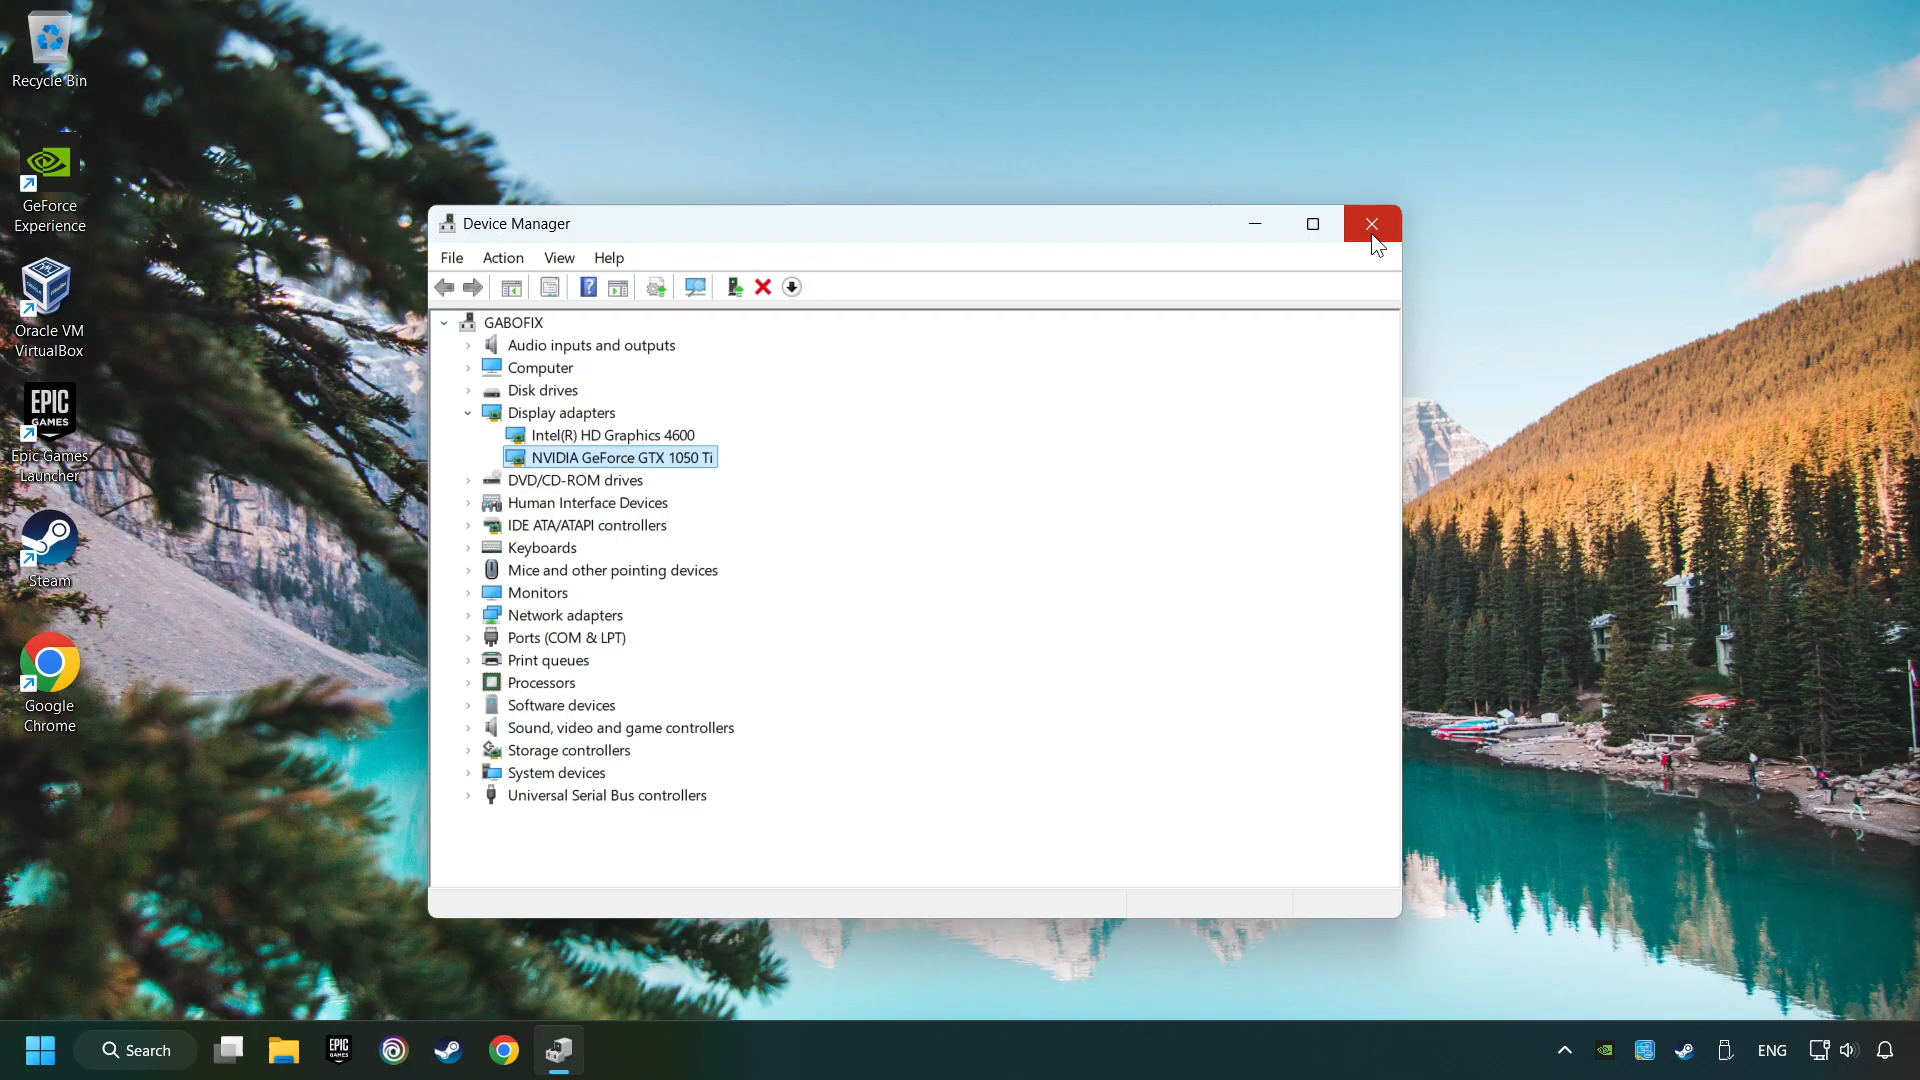 Recycle Bin
GeForce
Experience
Oracle VM
VirtualBox
EPIC
GAMES
Epic Games
Launcher
Steam
Google
Chrome
Device Manager
File Action View Help
GABOFIX
Audio inputs and outputs
Computer
Disk drives
Display adapters
Intel(R) HD Graphics 4600
NVIDIA GeForce GTX 1050 Ti
DVD/CD-ROM drives
Human Interface Devices
IDE ATA/ATAPI controllers
Keyboards
Mice and other pointing devices
Monitors
Network adapters
Ports (COM & LPT)
Print queues
Processors
Software devices
Sound, video and game controllers
Storage controllers
System devices
Universal Serial Bus controllers
Search
EPIC
GAMES
ENG